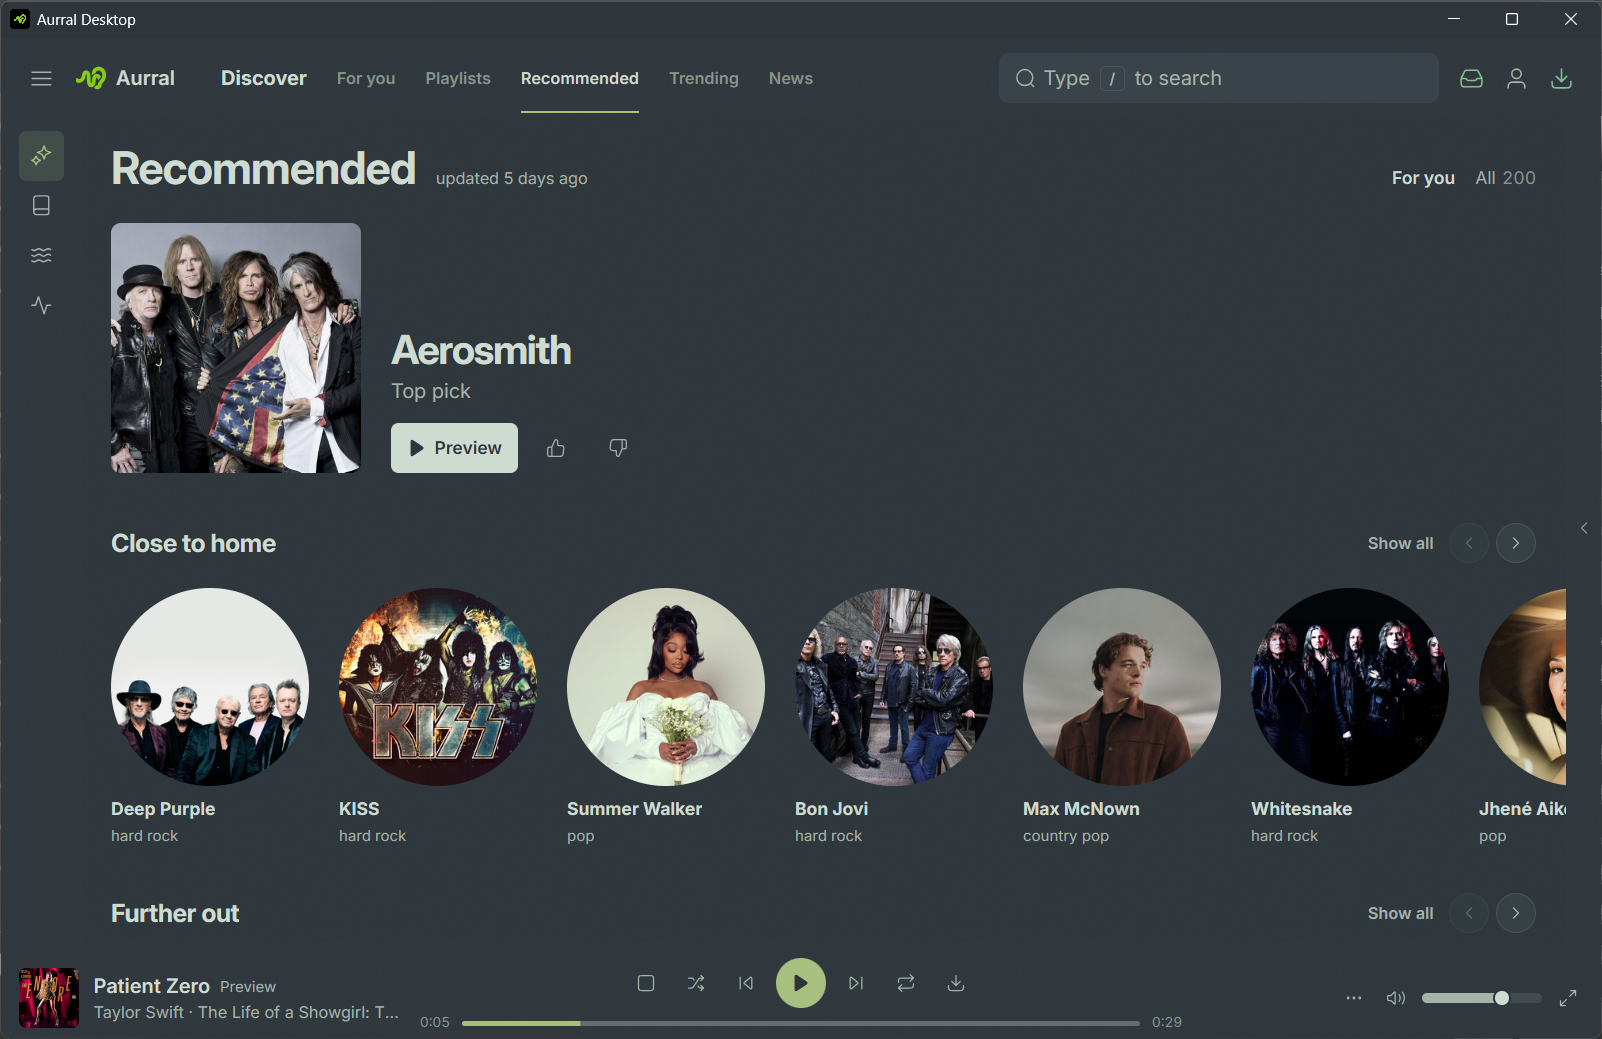 Aurral Desktop
Aurral
Discover
For you
Playlists
Recommended
Trending
News
Type / to search
Recommended
updated 5 days ago
For you
All 200
Aerosmith
Top pick
Preview
Close to home
Show all
KISS
Deep Purple
hard rock
KISS
hard rock
Summer Walker
pop
Bon Jovi
hard rock
Max McNown
country pop
Whitesnake
hard rock
Jhené Aik
pop
Further out
Show all
Patient Zero Preview
Taylor Swift · The Life of a Showgirl: T...
0:05
0:29